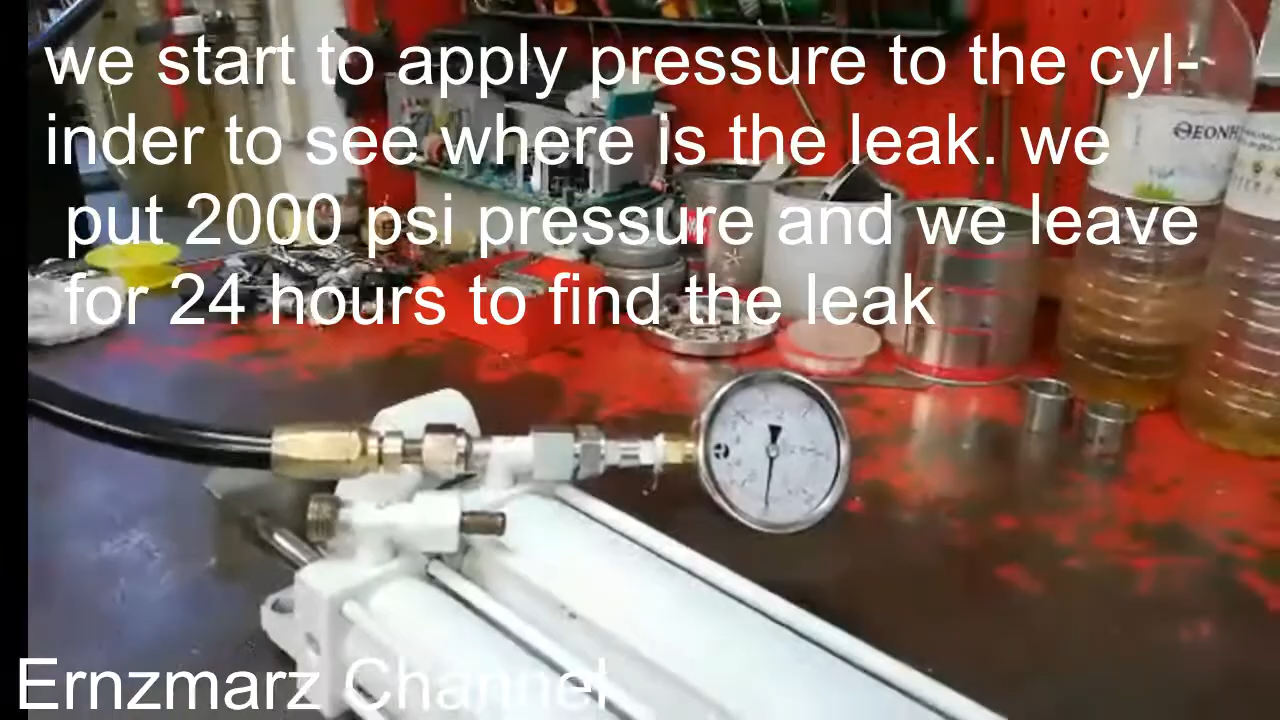 we start to apply pressure to the cyl-
inder to see where is the leak. we
put 2000 psi pressure and we leave
for 24 hours to find the leak
Ernzmarz Channel